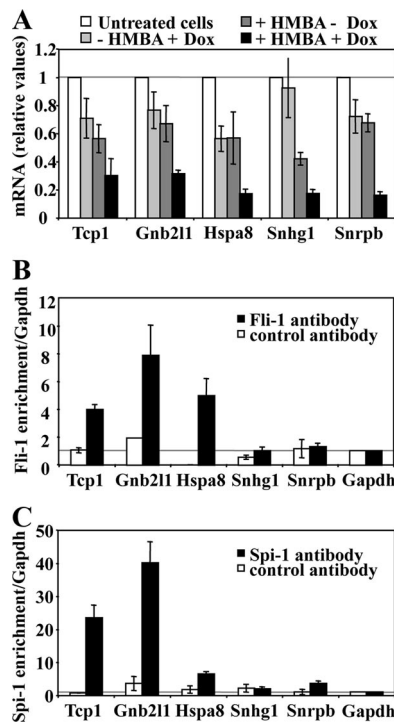 A
Untreated cells
+ HMBA - Dox
- HMBA + Dox
+ HMBA + Dox
mRNA (relative values)
1
0.8
0.6
0.4
0.2
0
Tcp1 Gnb2l1 Hspa8 Snhg1 Snrpb
B
Fli-1 enrichment/Gapdh
12
10
8
6
4
2
0
Fli-1 antibody
control antibody
Tcp1 Gnb2l1 Hspa8 Snhg1 Snrpb Gapdh
C
Spi-1 enrichment/Gapdh
50
40
30
20
10
0
Spi-1 antibody
control antibody
Tcp1 Gnb2l1 Hspa8 Snhg1 Snrpb Gapdh